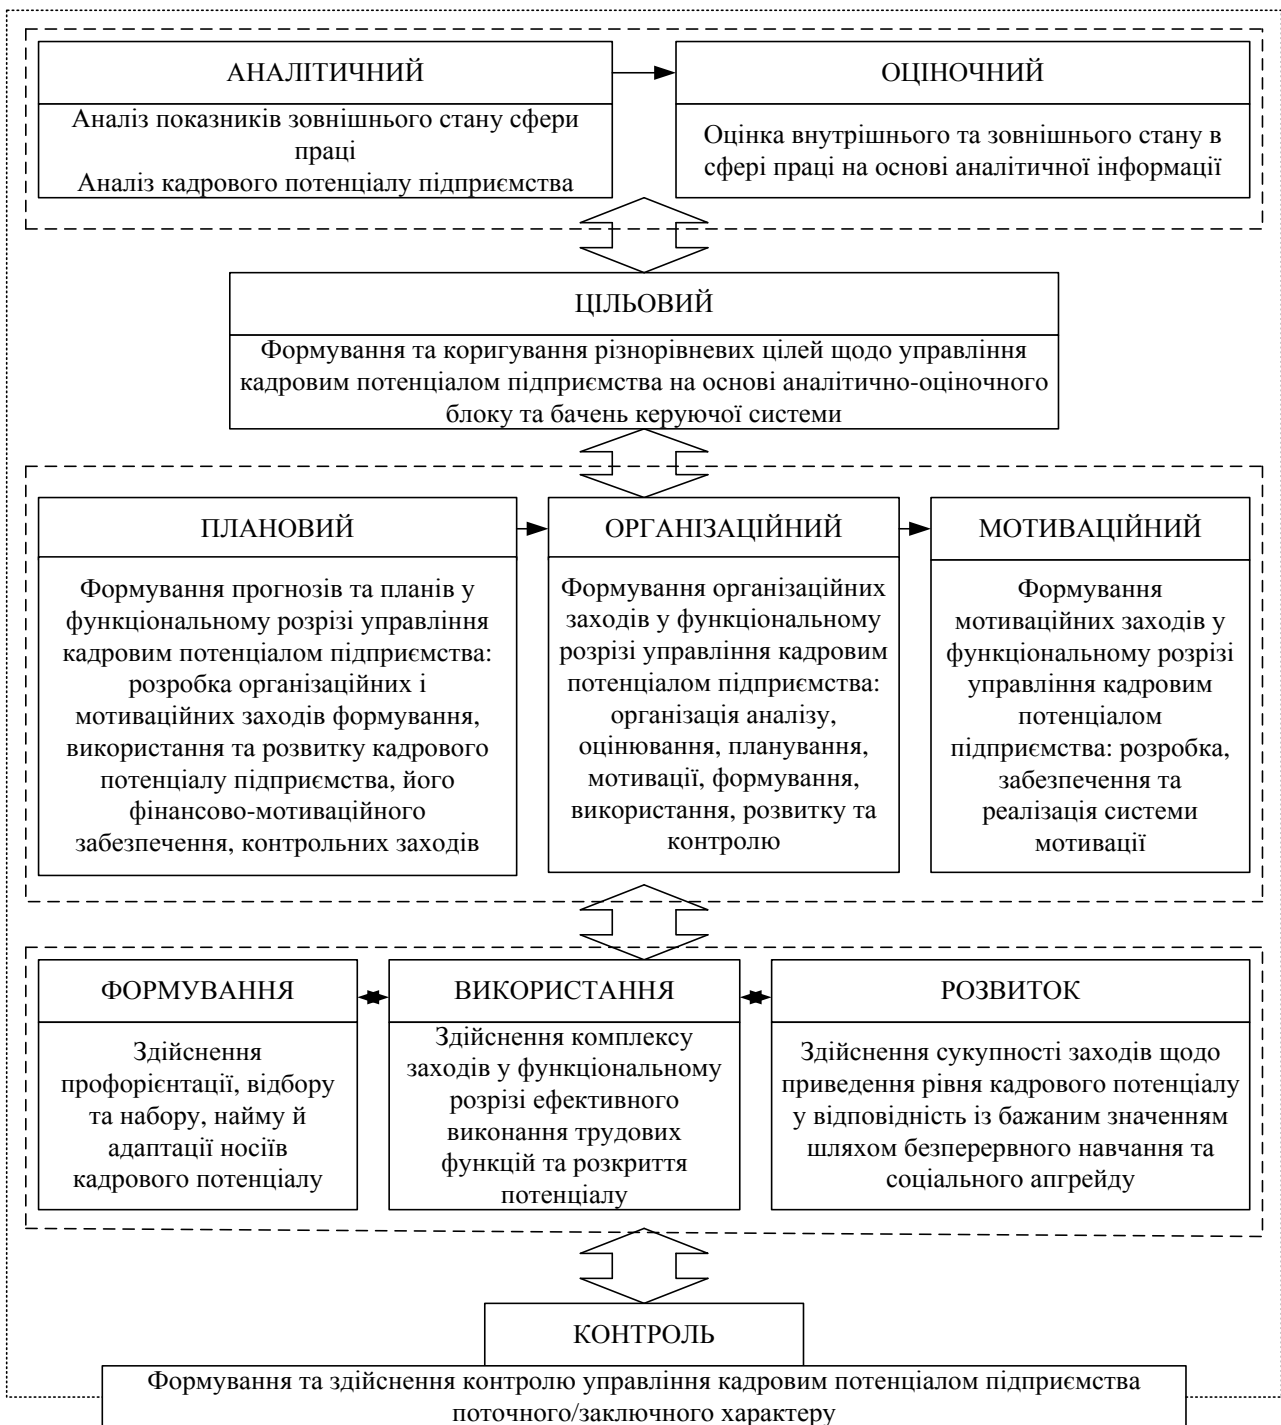 АНАЛІТИЧНИЙ
Аналіз показників зовнішнього стану сфери
праці
Аналіз кадрового потенціалу підприємства
ОЦІНОЧНИЙ
Оцінка внутрішнього та зовнішнього стану в
сфері праці на основі аналітичної інформації
ЦІЛЬОВИЙ
Формування та коригування різнорівневих цілей щодо управління
кадровим потенціалом підприємства на основі аналітично-оціночного
блоку та бачень керуючої системи
ПЛАНОВИЙ
Формування прогнозів та планів у
функціональному розрізі управління
кадровим потенціалом підприємства:
розробка організаційних і
мотиваційних заходів формування,
використання та розвитку кадрового
потенціалу підприємства, його
фінансово-мотиваційного
забезпечення, контрольних заходів
ОРГАНІЗАЦІЙНИЙ
Формування організаційних
заходів у функціональному
розрізі управління кадровим
потенціалом підприємства:
організація аналізу,
оцінювання, планування,
мотивації, формування,
використання, розвитку та
контролю
МОТИВАЦІЙНИЙ
Формування
мотиваційних заходів у
функціональному розрізі
управління кадровим
потенціалом
підприємства: розробка,
забезпечення та
реалізація системи
мотивації
ФОРМУВАННЯ
Здійснення
профорієнтації, відбору
та набору, найму й
адаптації носіїв
кадрового потенціалу
ВИКОРИСТАННЯ
Здійснення комплексу
заходів у функціональному
розрізі ефективного
виконання трудових
функцій та розкриття
потенціалу
РОЗВИТОК
Здійснення сукупності заходів щодо
приведення рівня кадрового потенціалу
у відповідність із бажаним значенням
шляхом безперервного навчання та
соціального апгрейду
КОНТРОЛЬ
Формування та здійснення контролю управління кадровим потенціалом підприємства
поточного/заключного характеру